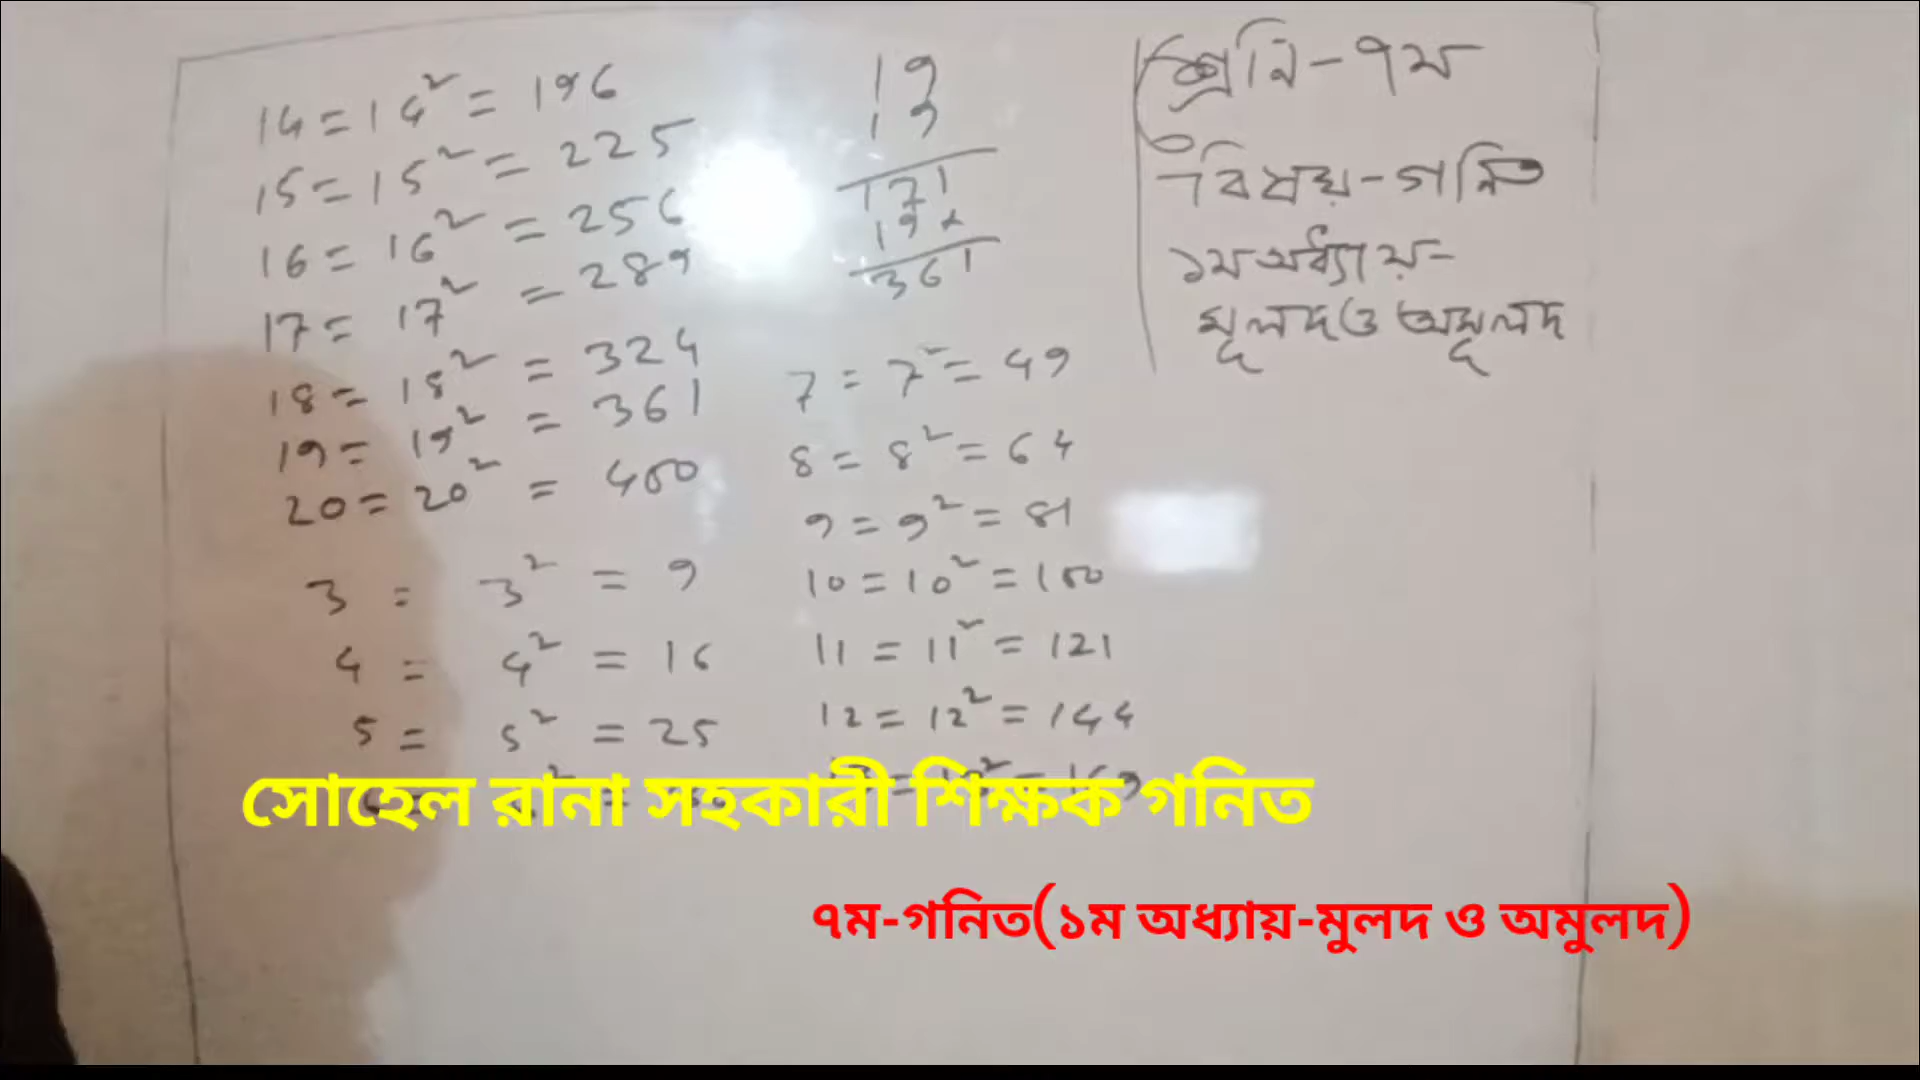 14 = 14² = 196
15 = 15² = 225
16 = 16² = 256
17 = 17² = 289
18 = 18² = 324
19 = 19² = 361
20 = 20² = 400
3 = 3² = 9
4 = 4² = 16
5 = 5² = 25
19
19
171
19×
361
7 = 7² = 49
8 = 8² = 64
9 = 9² = 81
10 = 10² = 100
11 = 11² = 121
12 = 12² = 144
= 169
শ্রেনি-৭ম
বিষয়-গনিত
১ম অধ্যায়-
মূলদ ও অমূলদ
সোহেল রানা সহকারী শিক্ষক গনিত
৭ম-গনিত(১ম অধ্যায়-মুলদ ও অমুলদ)